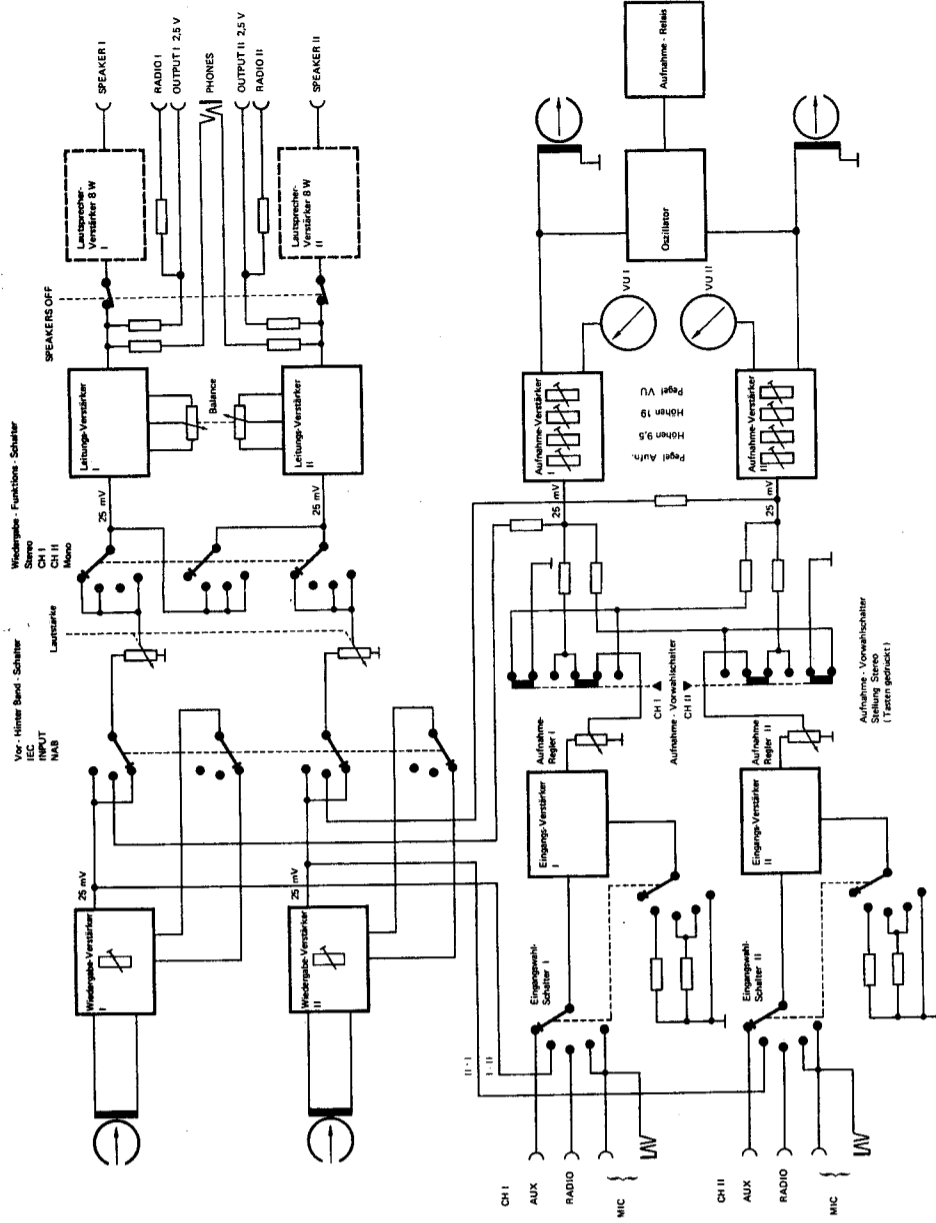 Vor - Hinter Band - Schalter
IEC
INPUT
NAB
Wiedergabe - Funktions - Schalter
Stereo
CH I
CH II
Mono
Lautstärke
SPEAKERS OFF
Wiedergabe-Verstärker
I
25 mV
25 mV
Leitungs-Verstärker
I
Lautsprecher-
Verstärker 8 W
I
SPEAKER I
RADIO I
OUTPUT I 2,5 V
PHONES
OUTPUT II 2,5 V
RADIO II
SPEAKER II
Balance
Wiedergabe-Verstärker
II
25 mV
25 mV
Leitungs-Verstärker
II
Lautsprecher-
Verstärker 8 W
II
II - I
I - II
CH I
AUX
RADIO
MIC
Eingangswahl-
Schalter I
Eingangs-Verstärker
I
Aufnahme-
Regler I
25 mV
Aufnahme-Verstärker
I
VU I
Pegel Aufn.
Höhen 9,5
Höhen 19
Pegel VU
Oszillator
Aufnahme - Relais
CH I
Aufnahme - Vorwahlschalter
CH II
CH II
AUX
RADIO
MIC
Eingangswahl-
Schalter II
Eingangs-Verstärker
II
Aufnahme
Regler II
25 mV
Aufnahme-Verstärker
II
VU II
Aufnahme - Vorwahlschalter
Stellung Stereo
(Tasten gedrückt)